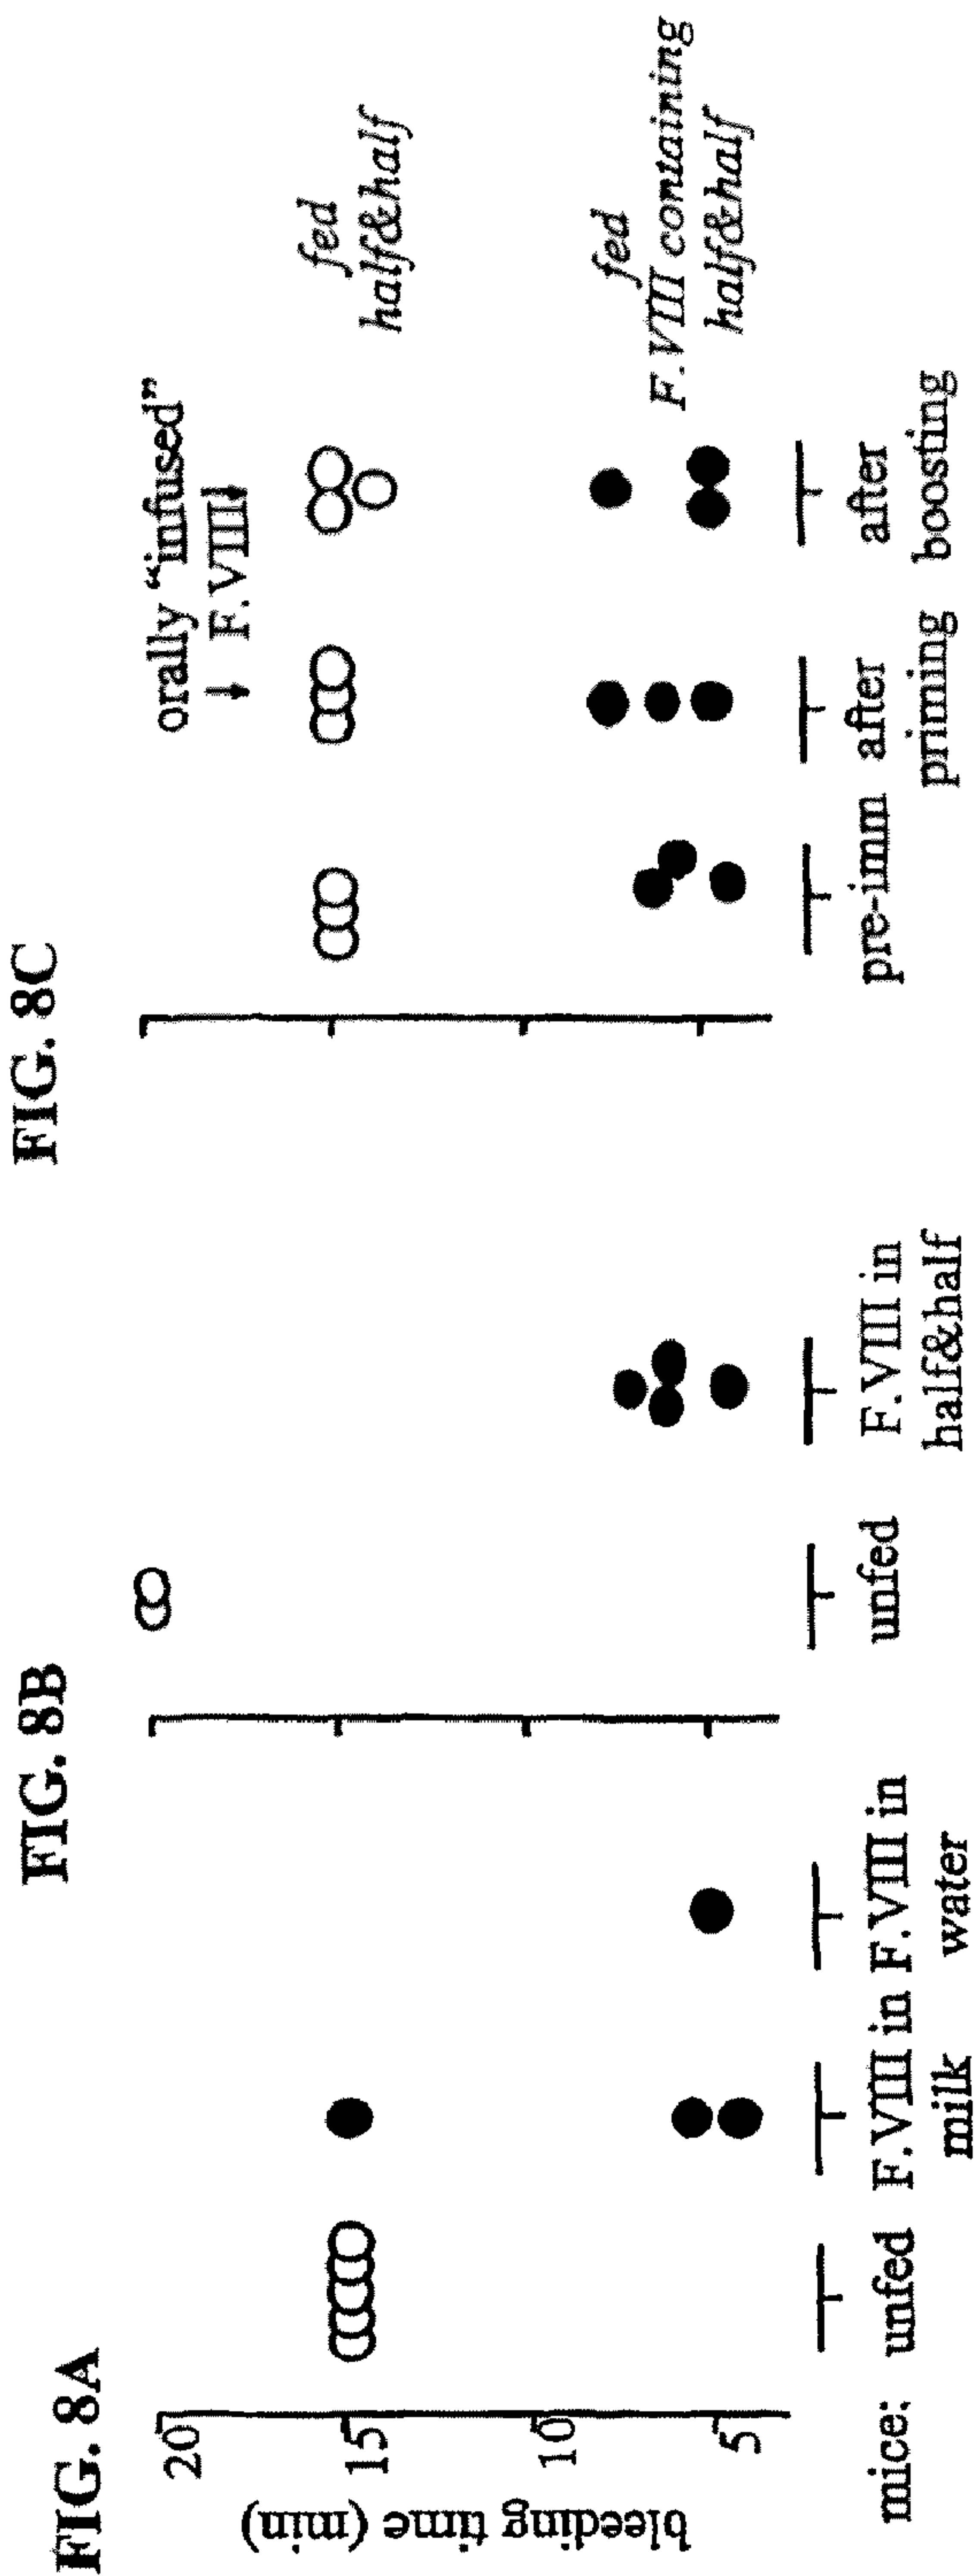 FIG. 8A
bleeding time (min)
20
15
10
5
mice:
unfed
F.VIII in
milk
F.VIII in
water
FIG. 8B
unfed
F.VIII in
half&half
FIG. 8C
orally “infused”
↓ F.VIII↓
fed
half&half
fed
F.VIII containing
half&half
pre-imm
after
priming
after
boosting